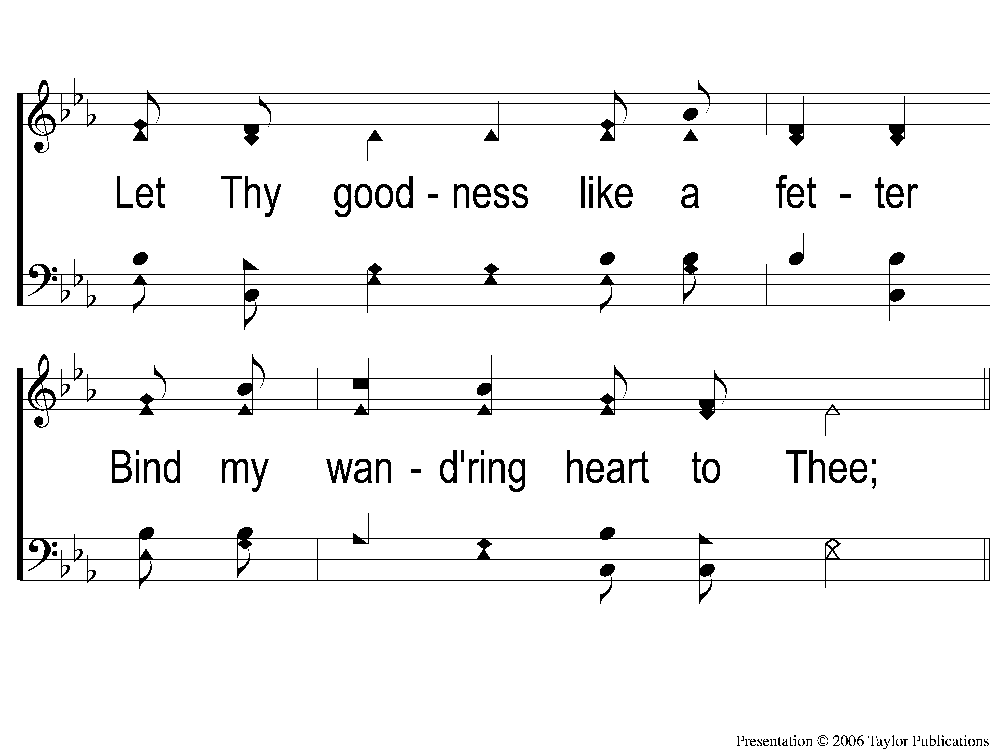 Let Thy good - ness like a fet - ter
Bind my wan - d'ring heart to Thee;
Presentation © 2006 Taylor Publications